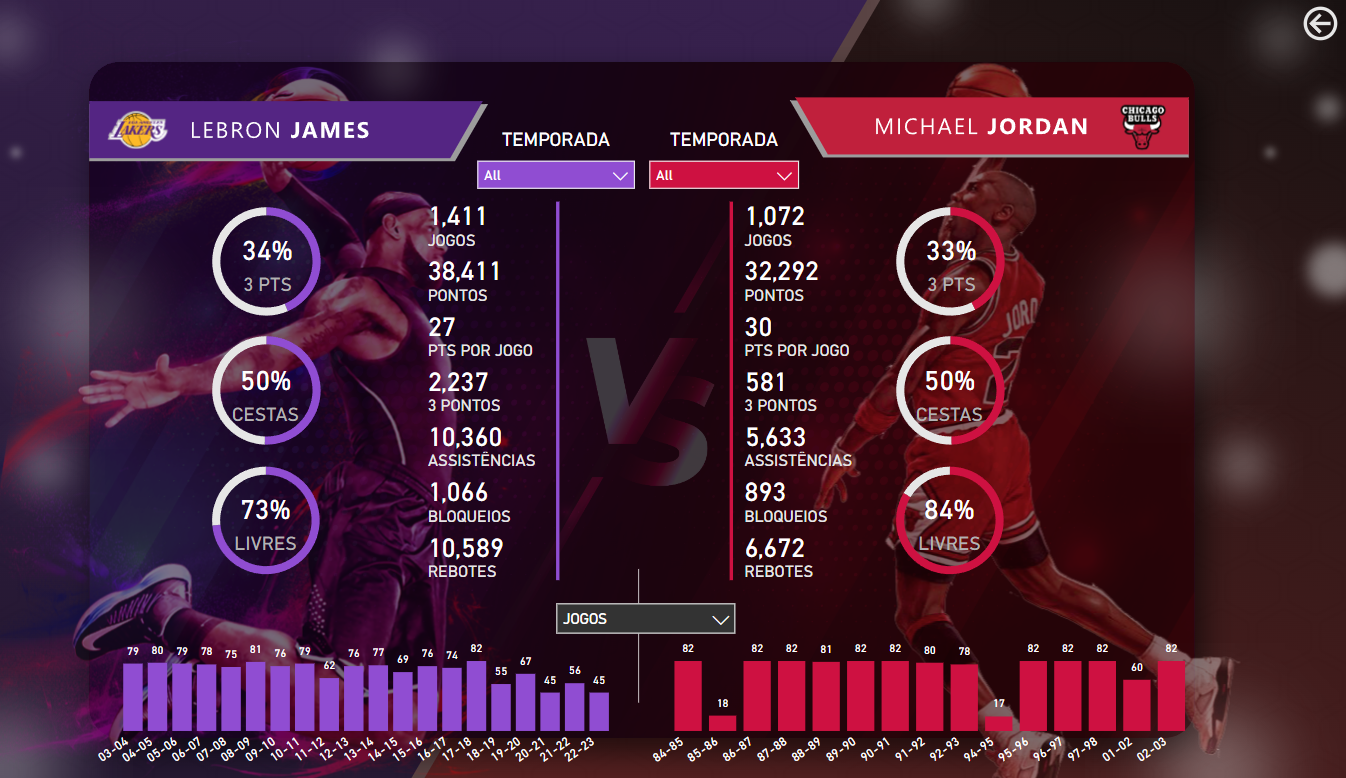 LEBRON JAMES
LAKERS
MICHAEL JORDAN
CHICAGO
BULLS
TEMPORADA
All
TEMPORADA
All
34%
3 PTS
50%
CESTAS
73%
LIVRES
1,411
JOGOS
38,411
PONTOS
27
PTS POR JOGO
2,237
3 PONTOS
10,360
ASSISTÊNCIAS
1,066
BLOQUEIOS
10,589
REBOTES
VS
1,072
JOGOS
32,292
PONTOS
30
PTS POR JOGO
581
3 PONTOS
5,633
ASSISTÊNCIAS
893
BLOQUEIOS
6,672
REBOTES
33%
3 PTS
50%
CESTAS
84%
LIVRES
JORD
JOGOS
79 80 79 78 75 81 76 79 62 76 77 69 76 74 82 55 67 45 56 45
03-04 04-05 05-06 06-07 07-08 08-09 09-10 10-11 11-12 12-13 13-14 14-15 15-16 16-17 17-18 18-19 19-20 20-21 21-22 22-23
82 18 82 82 81 82 82 80 78 17 82 82 82 60 82
84-85 85-86 86-87 87-88 88-89 89-90 90-91 91-92 92-93 94-95 95-96 96-97 97-98 01-02 02-03